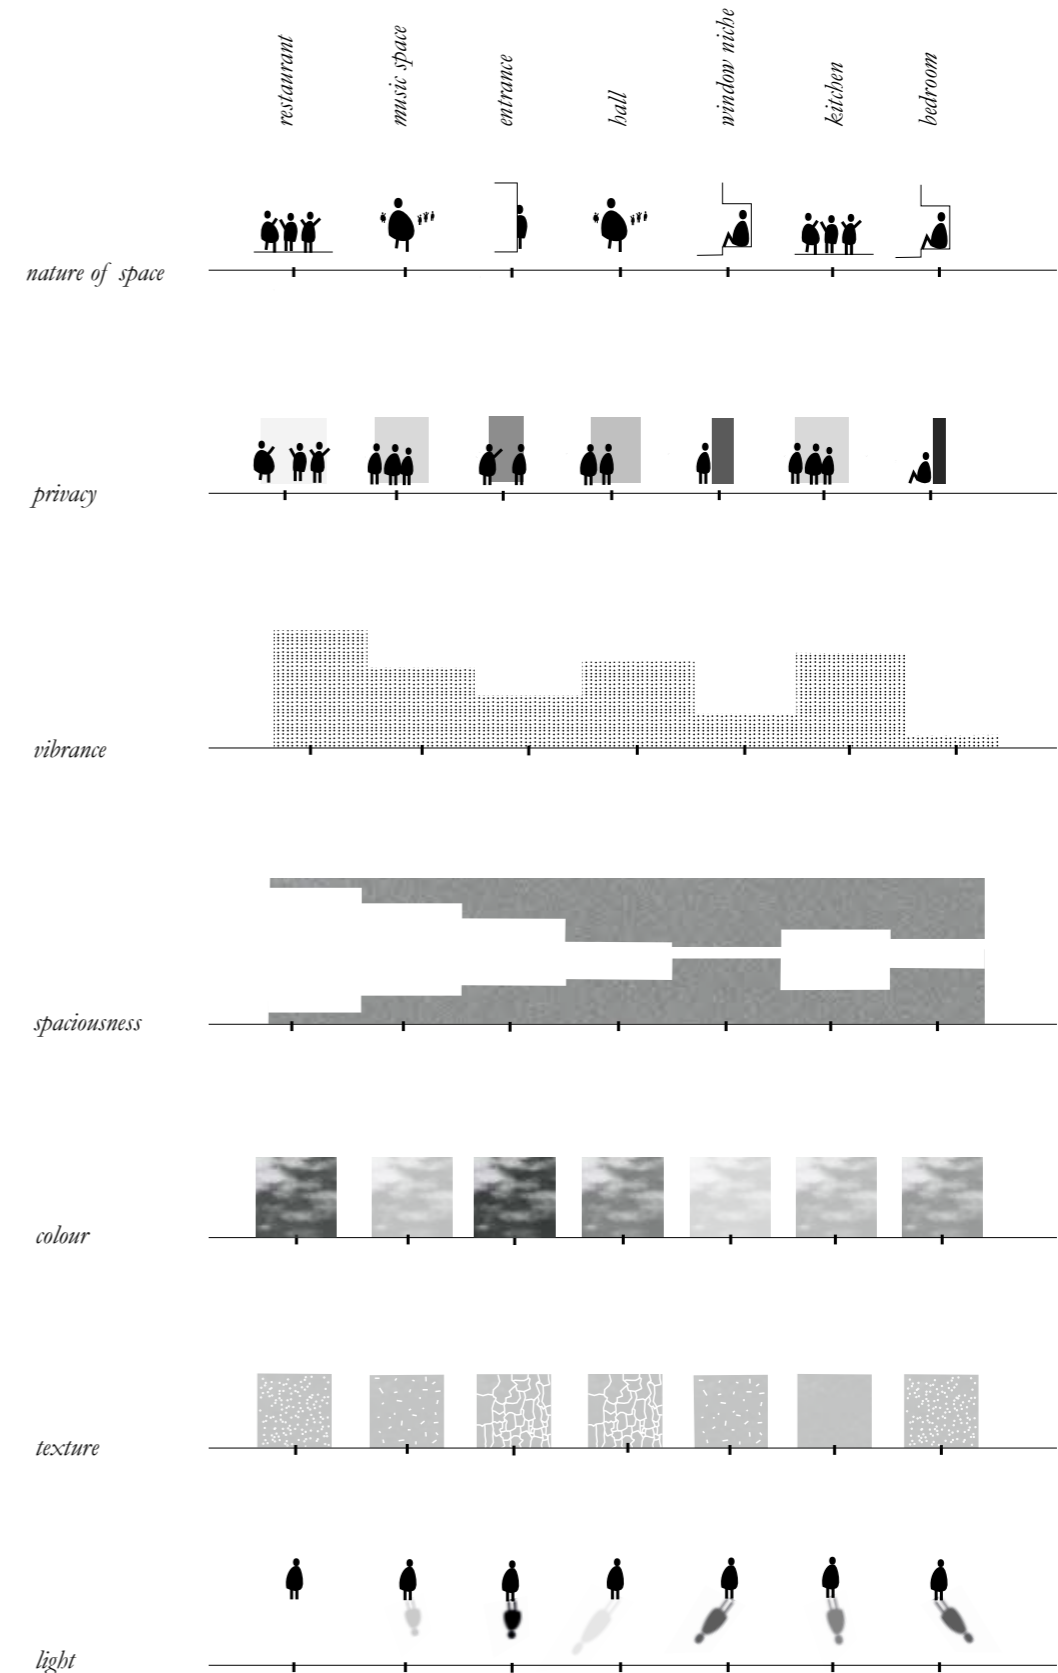 restaurant
music space
entrance
hall
window niche
kitchen
bedroom
nature of space
privacy
vibrance
spaciousness
colour
texture
light